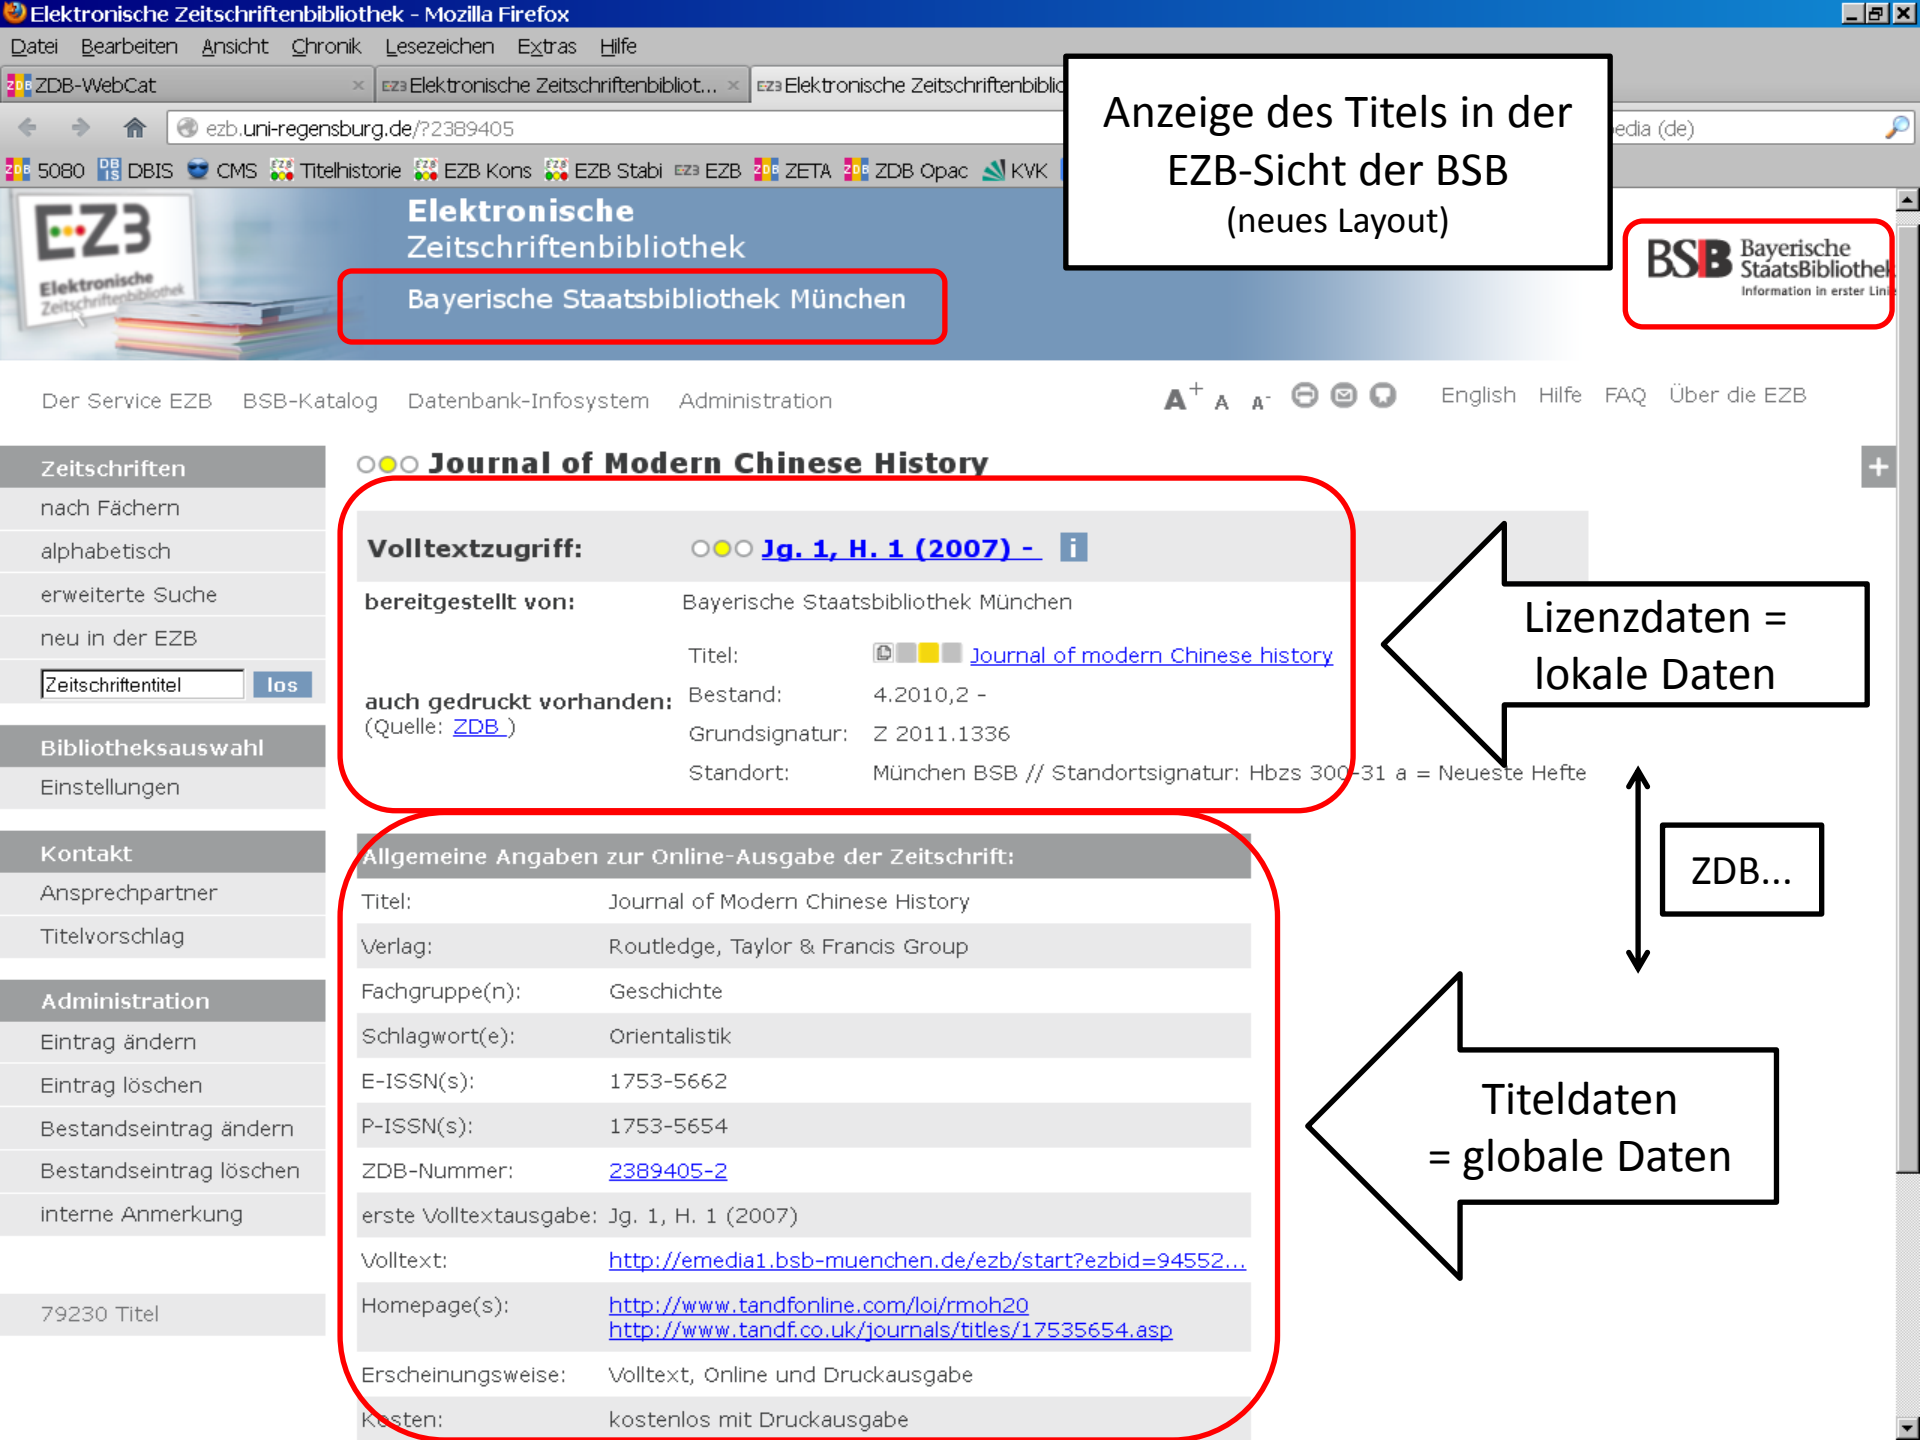 Elektronische Zeitschriftenbibliothek - Mozilla Firefox
Datei Bearbeiten Ansicht Chronik Lesezeichen Extras Hilfe
ZDB-WebCat
Elektronische Zeitschriftenbibliot...
Elektronische Zeitschriftenbiblio
ezb.uni-regensburg.de/?2389405
edia (de)
5080 DBIS CMS Titelhistorie EZB Kons EZB Stabi EZB ZETA ZDB Opac KVK
Anzeige des Titels in der
EZB-Sicht der BSB
(neues Layout)
EZ3
Elektronische
Zeitschriftenbibliothek
Elektronische
Zeitschriftenbibliothek
Bayerische Staatsbibliothek München
BSB Bayerische
StaatsBibliothek
Information in erster Linie
Der Service EZB BSB-Katalog Datenbank-Infosystem Administration
A+ A A- English Hilfe FAQ Über die EZB
Zeitschriften
nach Fächern
alphabetisch
erweiterte Suche
neu in der EZB
Zeitschriftentitel los
Bibliotheksauswahl
Einstellungen
Kontakt
Ansprechpartner
Titelvorschlag
Administration
Eintrag ändern
Eintrag löschen
Bestandseintrag ändern
Bestandseintrag löschen
interne Anmerkung
79230 Titel
Journal of Modern Chinese History
+
Volltextzugriff: Jg. 1, H. 1 (2007) - i
bereitgestellt von: Bayerische Staatsbibliothek München
auch gedruckt vorhanden:
(Quelle: ZDB )
Titel: Journal of modern Chinese history
Bestand: 4.2010,2 -
Grundsignatur: Z 2011.1336
Standort: München BSB // Standortsignatur: Hbzs 300-31 a = Neueste Hefte
Lizenzdaten =
lokale Daten
ZDB...
Allgemeine Angaben zur Online-Ausgabe der Zeitschrift:
Titel: Journal of Modern Chinese History
Verlag: Routledge, Taylor & Francis Group
Fachgruppe(n): Geschichte
Schlagwort(e): Orientalistik
E-ISSN(s): 1753-5662
P-ISSN(s): 1753-5654
ZDB-Nummer: 2389405-2
erste Volltextausgabe: Jg. 1, H. 1 (2007)
Volltext: http://emedia1.bsb-muenchen.de/ezb/start?ezbid=94552...
Homepage(s): http://www.tandfonline.com/loi/rmoh20
http://www.tandf.co.uk/journals/titles/17535654.asp
Erscheinungsweise: Volltext, Online und Druckausgabe
Kosten: kostenlos mit Druckausgabe
Titeldaten
= globale Daten